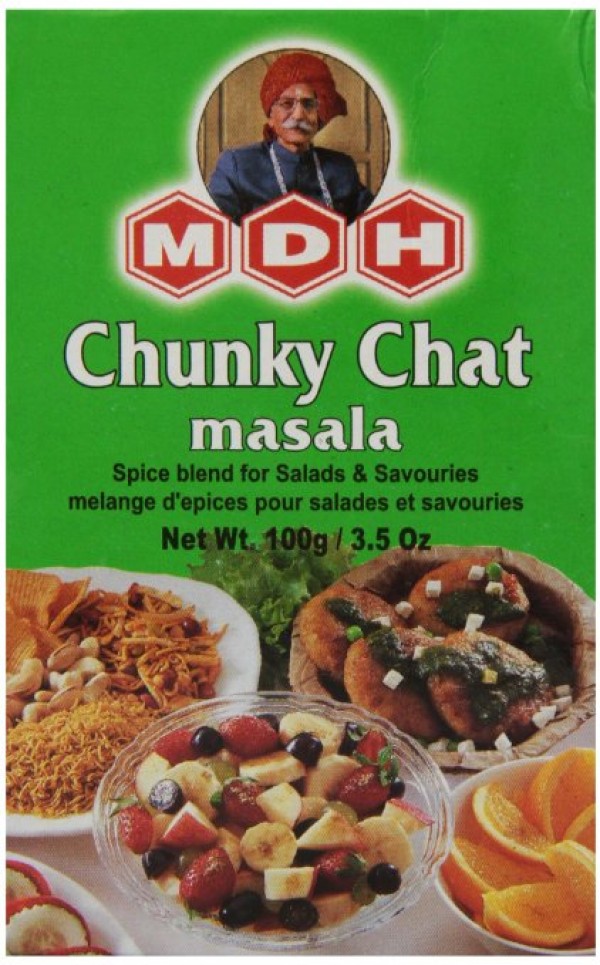 MDH
Chunky Chat
masala
Spice blend for Salads & Savouries
melange d'epices pour salades et savouries
Net Wt. 100g / 3.5 Oz